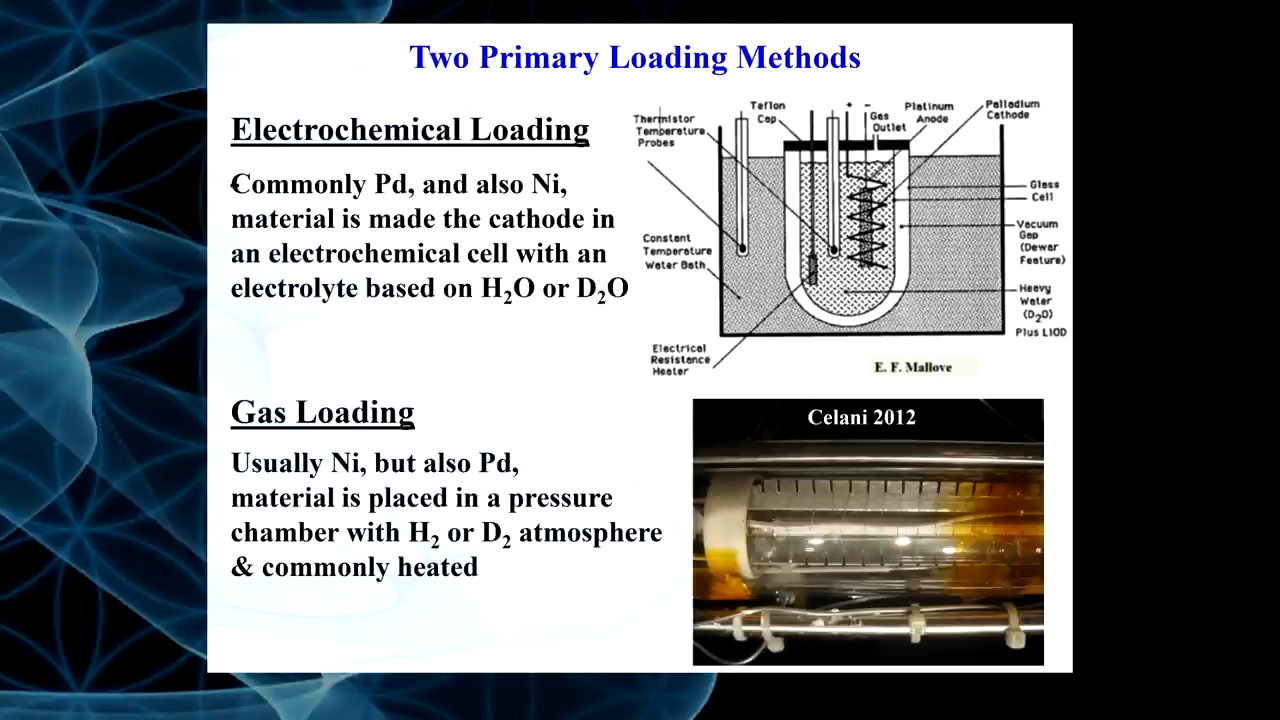 Two Primary Loading Methods
Electrochemical Loading
Commonly Pd, and also Ni,
material is made the cathode in
an electrochemical cell with an
electrolyte based on H₂O or D₂O
Thermistor
Temperature
Probes
Teflon
Cap
+ −
Gas
Outlet
Platinum
Anode
Palladium
Cathode
Glass
Cell
Vacuum
Gap
(Dewar
Feature)
Constant
Temperature
Water Bath
Heavy
Water
(D₂O)
Plus LiOD
Electrical
Resistance
Heater
E. F. Mallove
Gas Loading
Usually Ni, but also Pd,
material is placed in a pressure
chamber with H₂ or D₂ atmosphere
& commonly heated
Celani 2012